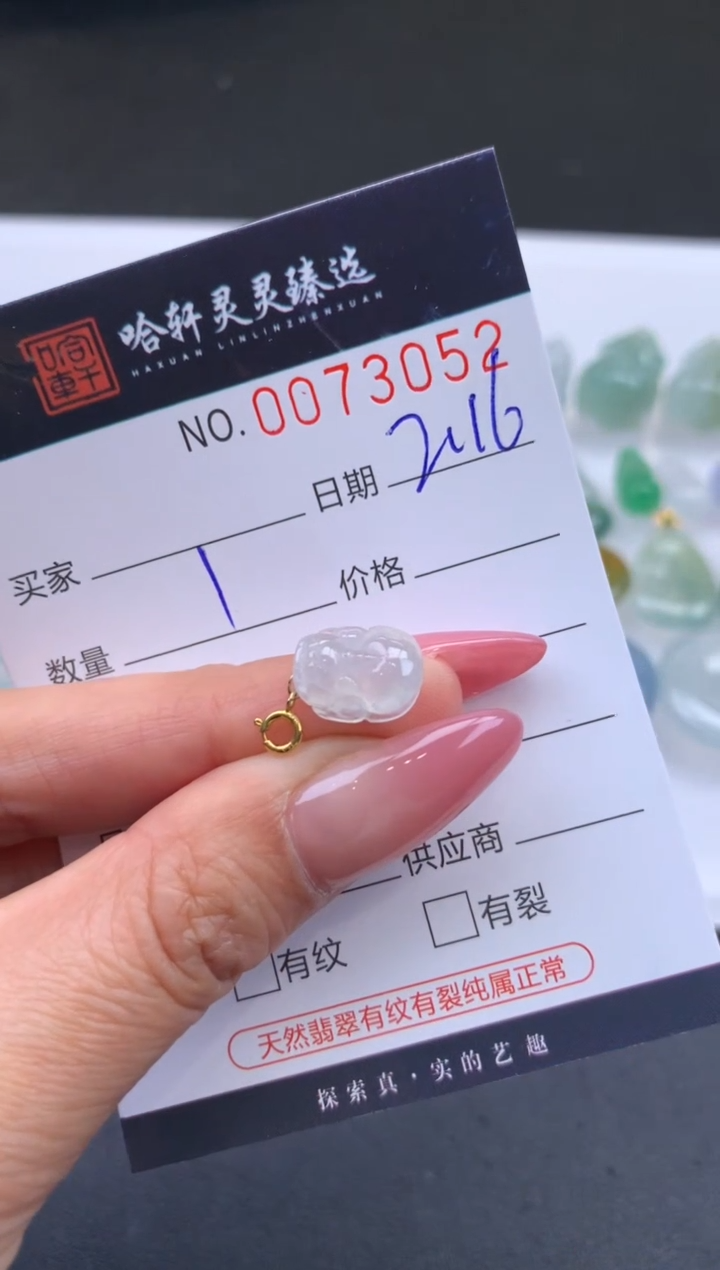 哈轩灵灵臻选
HAXUAN LINLINZHENXUAN
NO.0073052
日期
买家
价格
数量 1
供应商
有纹 有裂
天然翡翠有纹有裂纯属正常
探索真·实的艺趣